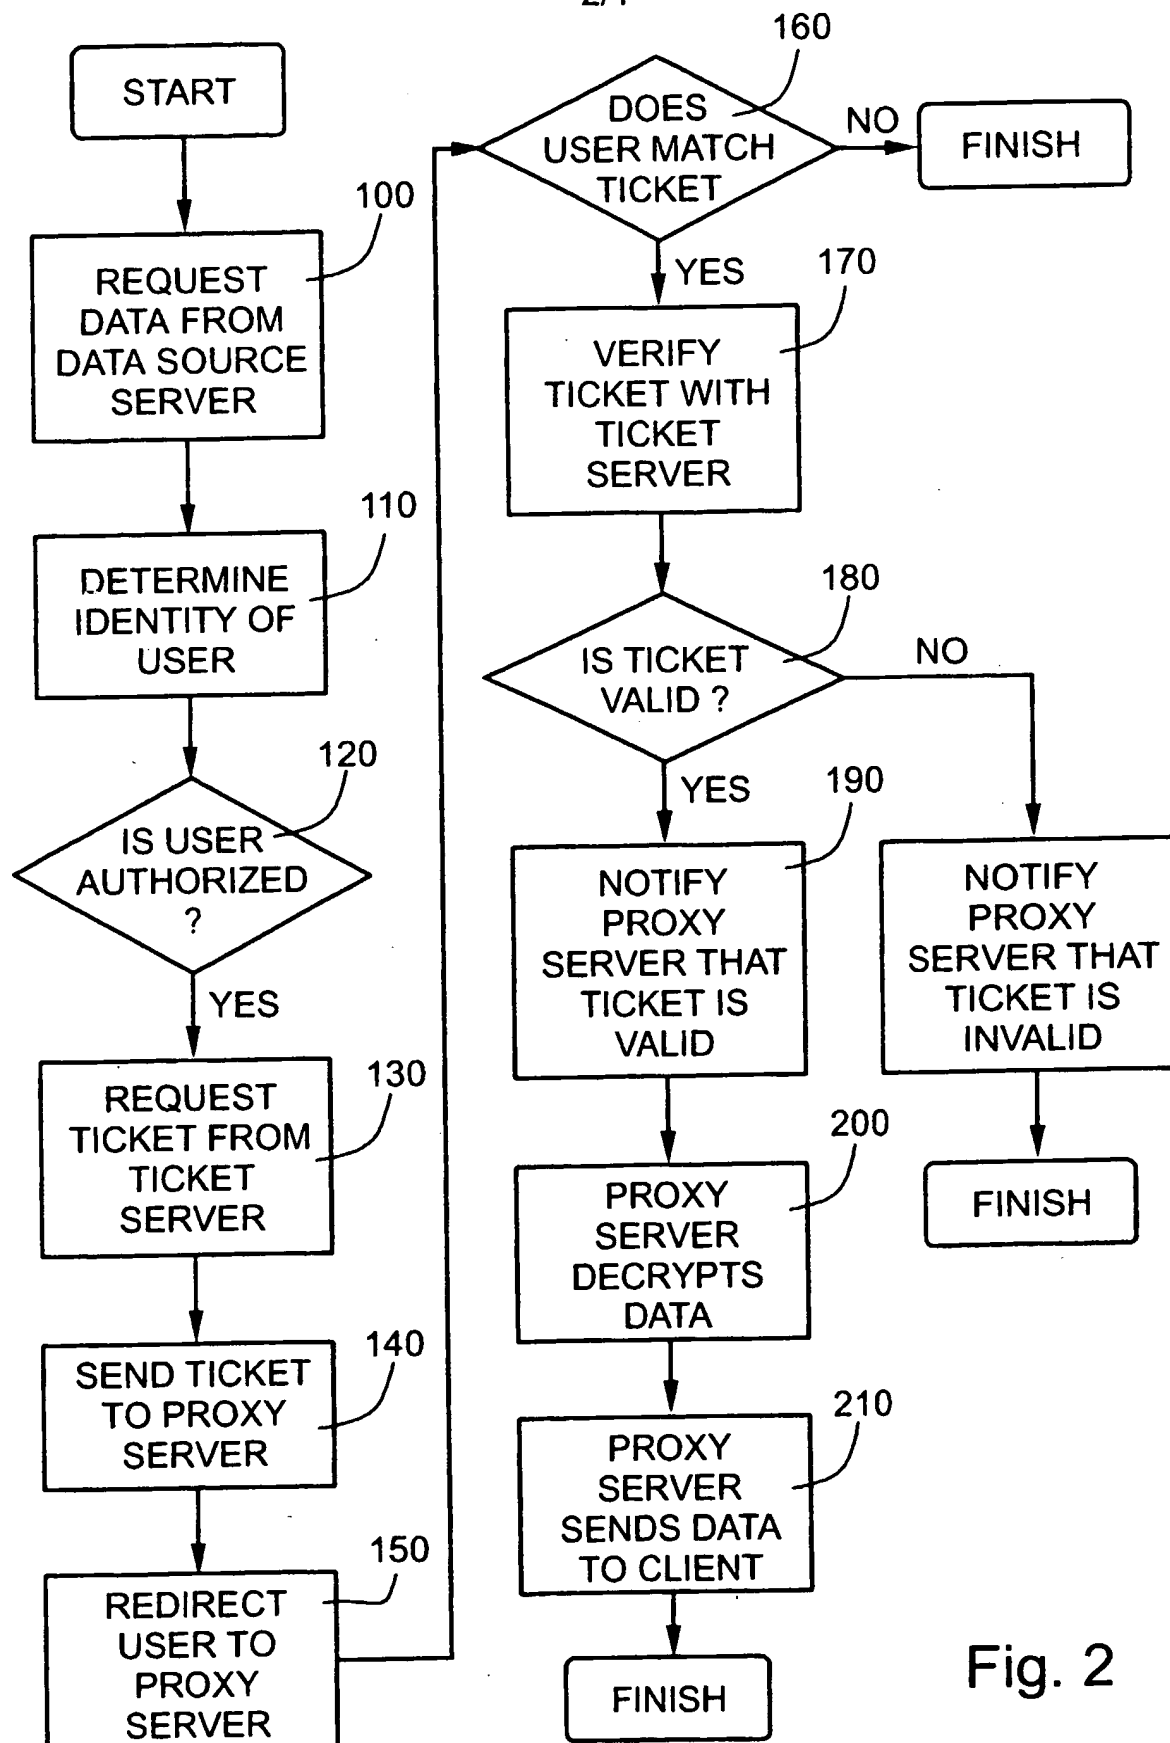 START
100
REQUEST
DATA FROM
DATA SOURCE
SERVER
110
DETERMINE
IDENTITY OF
USER
120
IS USER
AUTHORIZED
?
YES
130
REQUEST
TICKET FROM
TICKET
SERVER
140
SEND TICKET
TO PROXY
SERVER
150
REDIRECT
USER TO
PROXY
SERVER
160
DOES
USER MATCH
TICKET
NO
FINISH
YES
170
VERIFY
TICKET WITH
TICKET
SERVER
180
IS TICKET
VALID ?
NO
YES
190
NOTIFY
PROXY
SERVER THAT
TICKET IS
VALID
NOTIFY
PROXY
SERVER THAT
TICKET IS
INVALID
FINISH
200
PROXY
SERVER
DECRYPTS
DATA
210
PROXY
SERVER
SENDS DATA
TO CLIENT
FINISH
Fig. 2